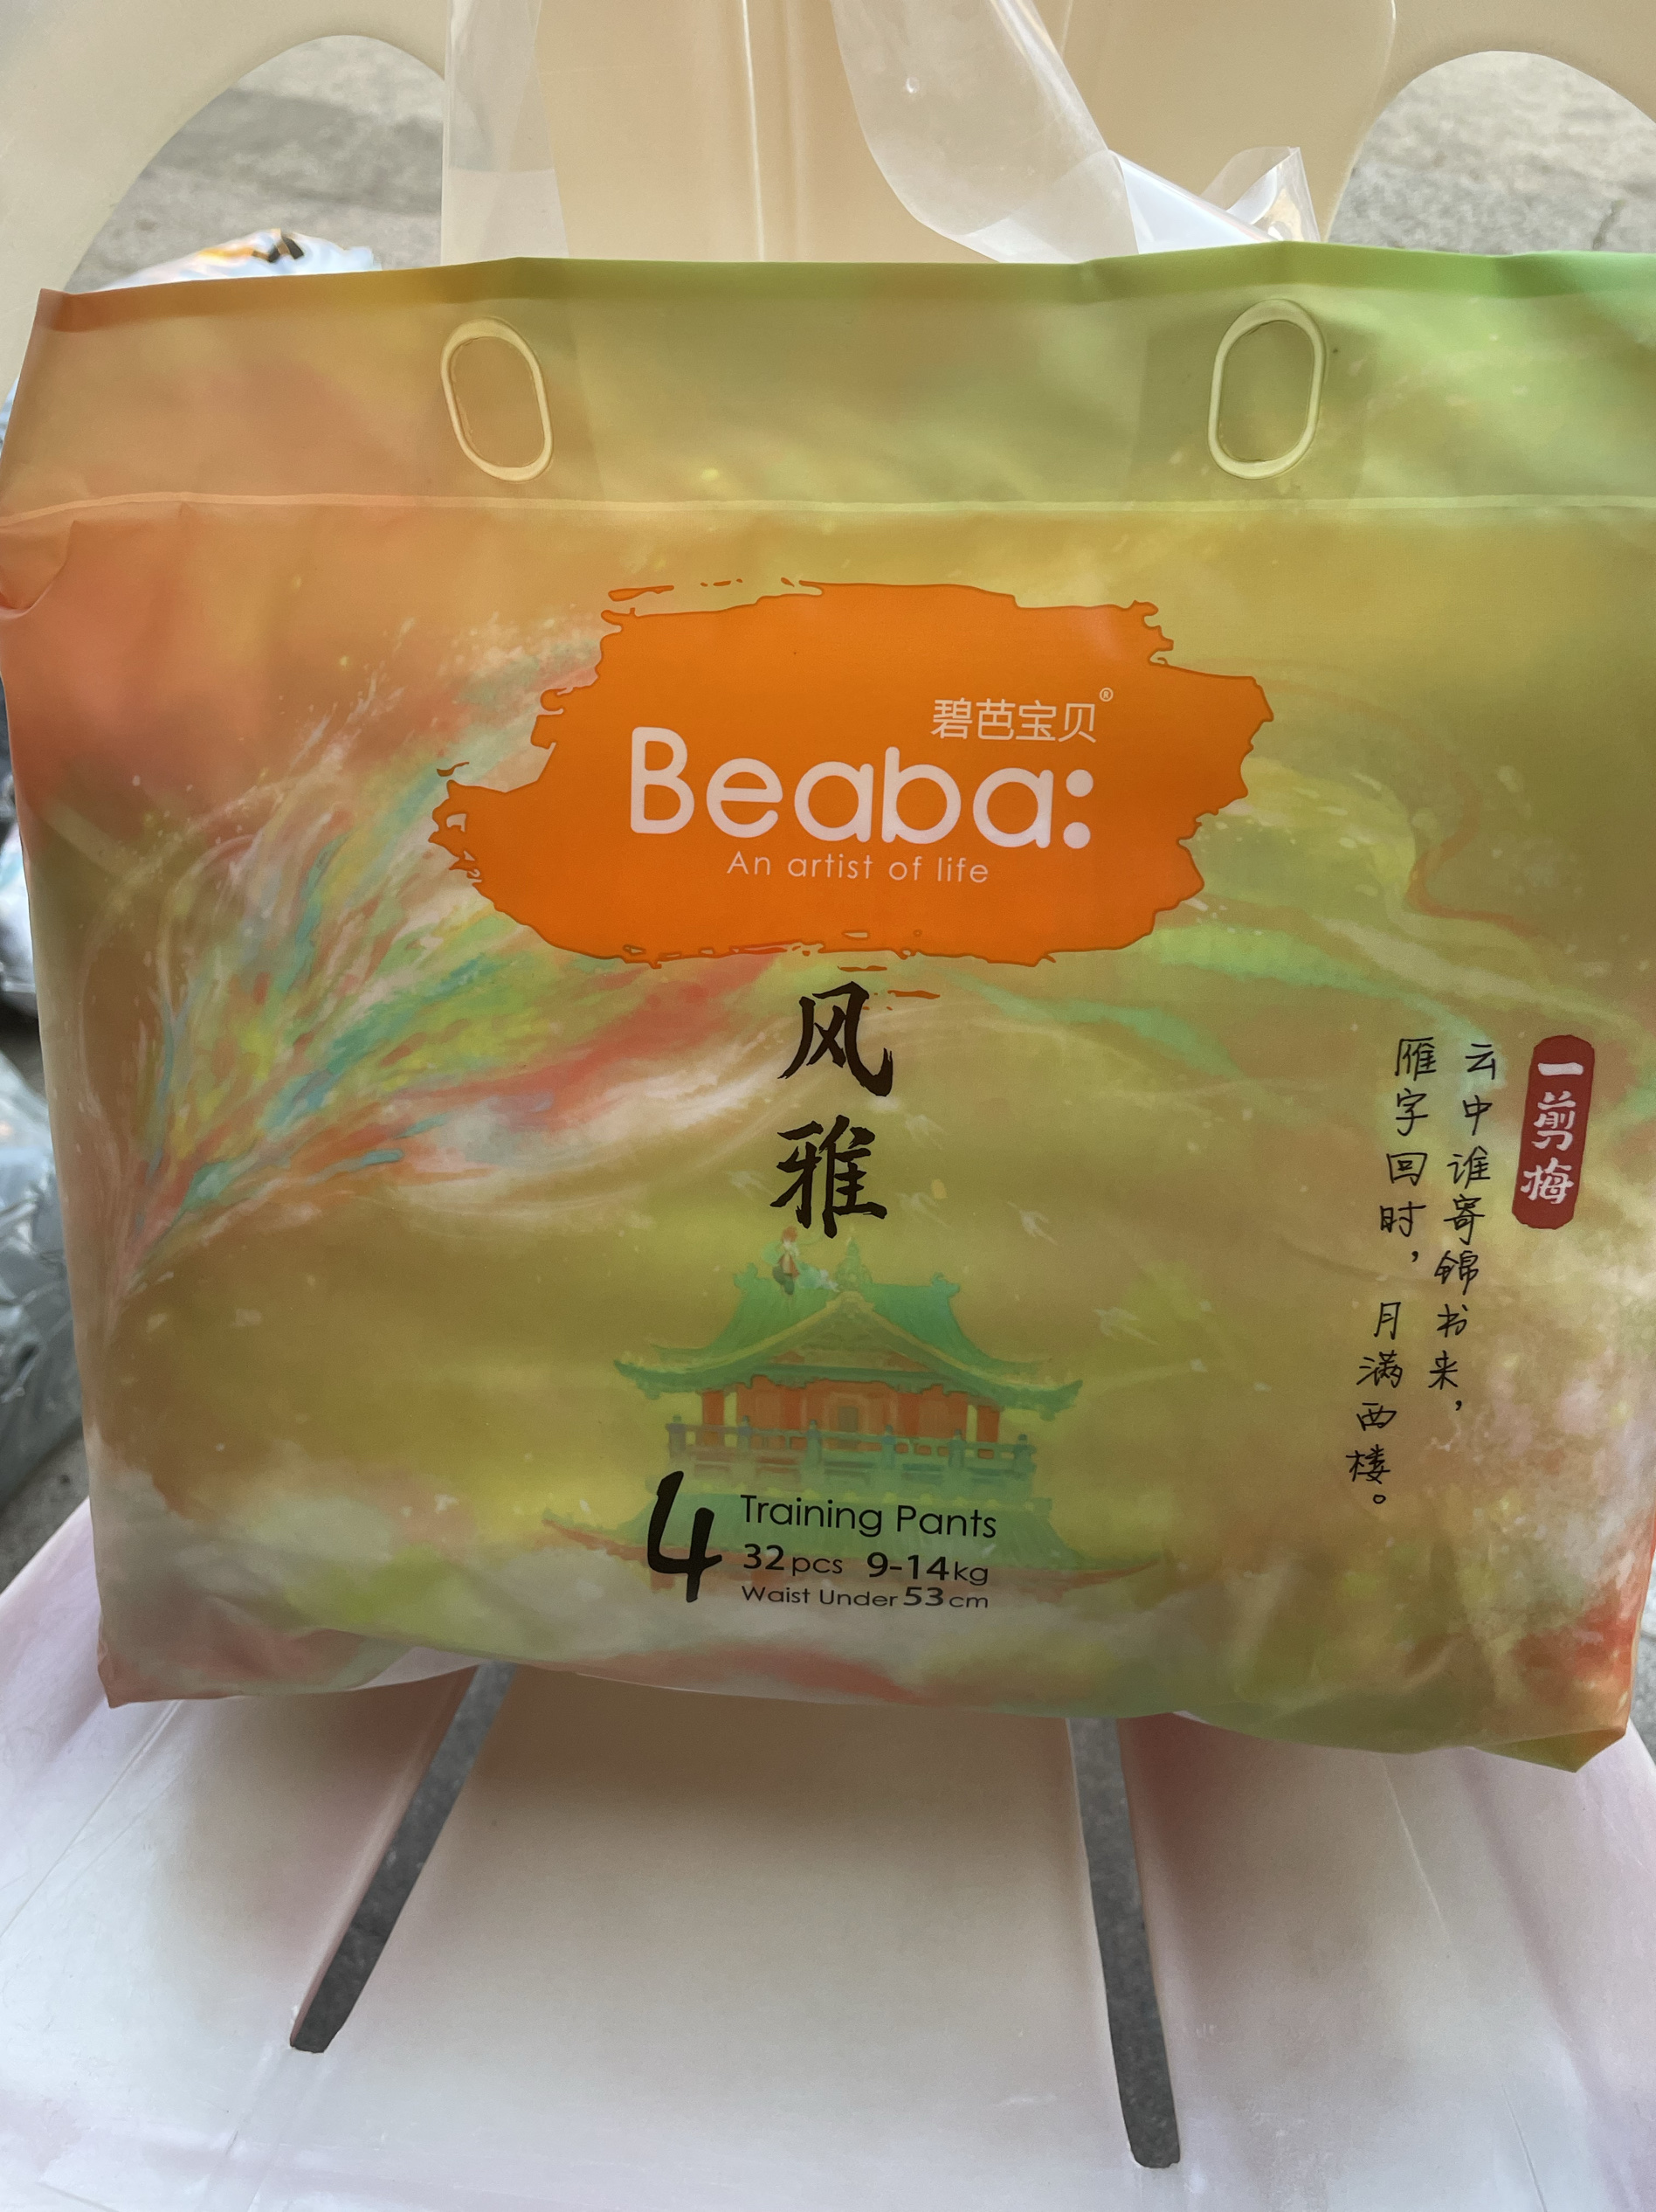 碧芭宝贝®
Beaba:
An artist of life
风
雅
一剪梅
云中谁寄锦书来，
雁字回时，月满西楼。
4
Training Pants
32pcs 9-14kg
Waist Under 53cm